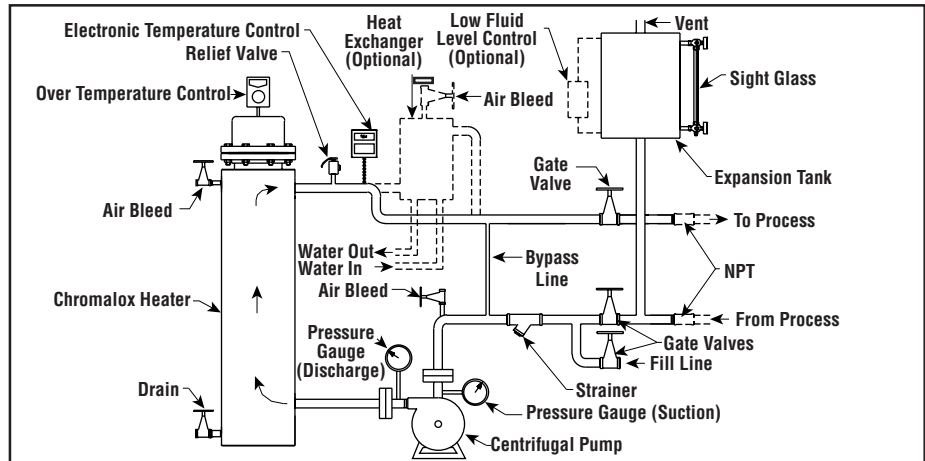 Vent
Electronic Temperature Control
Relief Valve
Heat
Exchanger
(Optional)
Low Fluid
Level Control
(Optional)
Sight Glass
Over Temperature Control
Air Bleed
Gate
Valve
Expansion Tank
Air Bleed
To Process
Water Out
Water In
Bypass
Line
NPT
Air Bleed
Chromalox Heater
From Process
Pressure
Gauge
(Discharge)
Gate Valves
Fill Line
Drain
Strainer
Pressure Gauge (Suction)
Centrifugal Pump